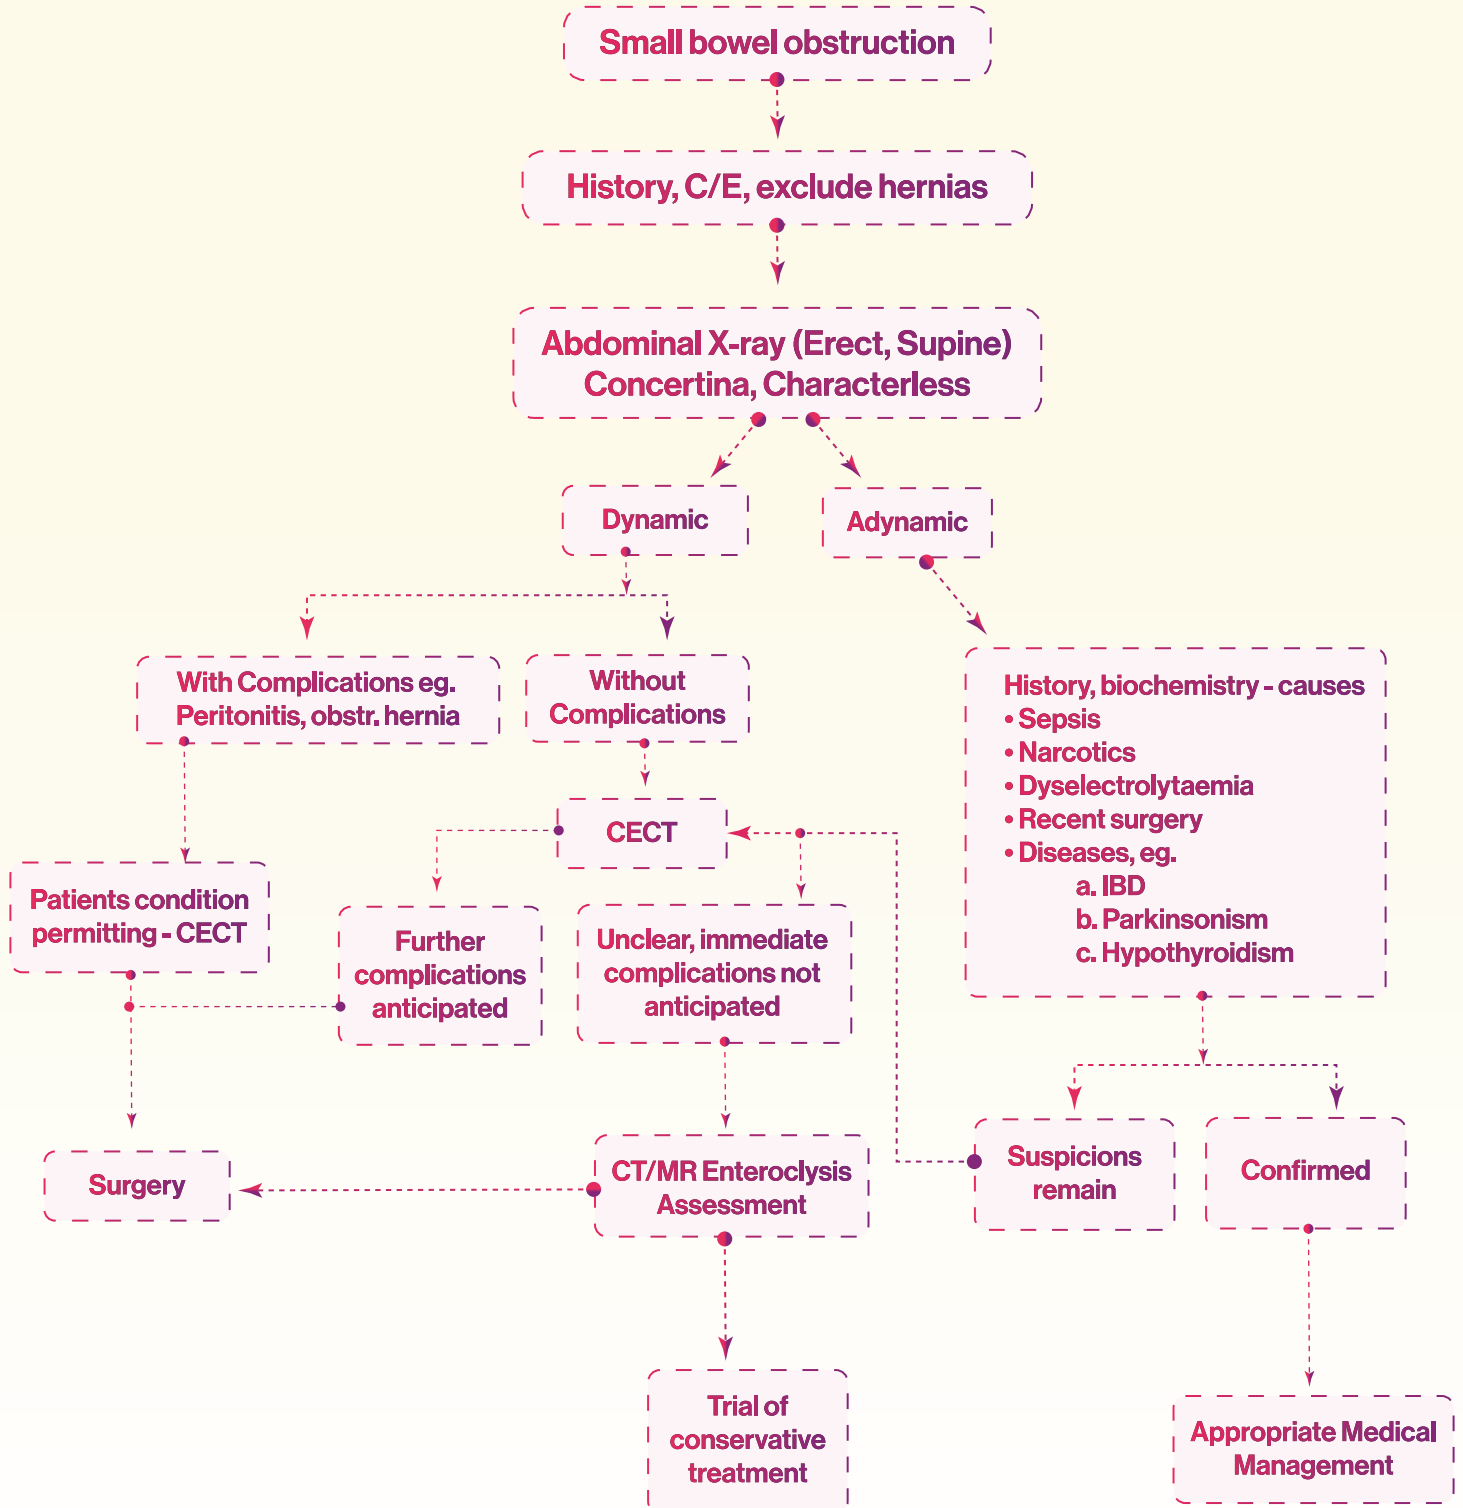 Small bowel obstruction
History, C/E, exclude hernias
Abdominal X-ray (Erect, Supine)
Concertina, Characterless
Dynamic
Adynamic
With Complications eg.
Peritonitis, obstr. hernia
Without
Complications
History, biochemistry - causes
• Sepsis
• Narcotics
• Dyselectrolytaemia
• Recent surgery
• Diseases, eg.
a. IBD
b. Parkinsonism
c. Hypothyroidism
CECT
Patients condition
permitting - CECT
Further
complications
anticipated
Unclear, immediate
complications not
anticipated
Surgery
CT/MR Enteroclysis
Assessment
Suspicions
remain
Confirmed
Trial of
conservative
treatment
Appropriate Medical
Management